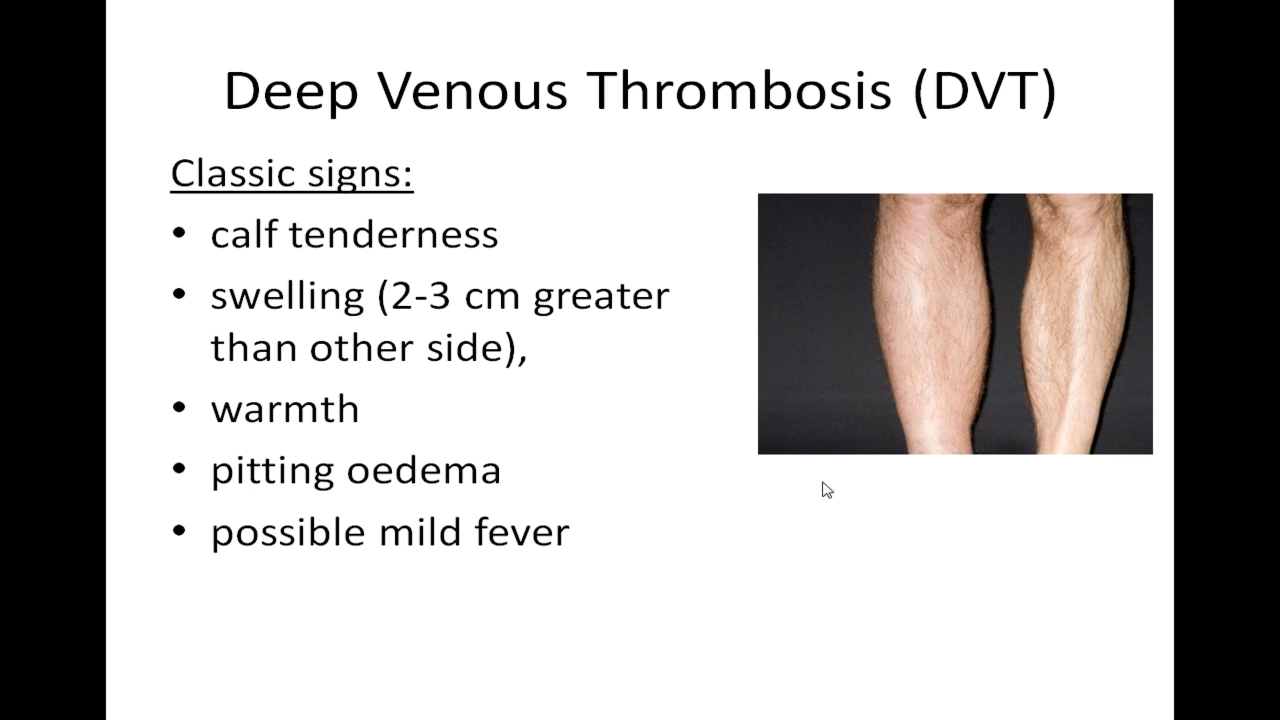 Deep Venous Thrombosis (DVT)
Classic signs:
• calf tenderness
• swelling (2-3 cm greater
than other side),
• warmth
• pitting oedema
• possible mild fever